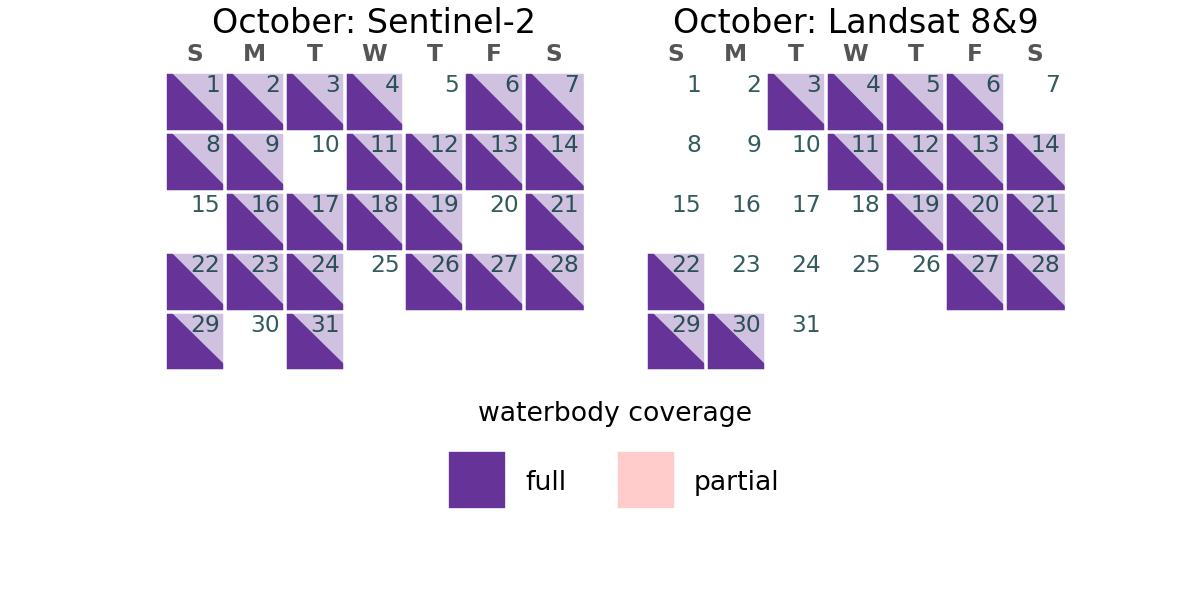 October: Sentinel-2
S M T W T F S
1 2 3 4 5 6 7
8 9 10 11 12 13 14
15 16 17 18 19 20 21
22 23 24 25 26 27 28
29 30 31
October: Landsat 8&9
S M T W T F S
1 2 3 4 5 6 7
8 9 10 11 12 13 14
15 16 17 18 19 20 21
22 23 24 25 26 27 28
29 30 31
waterbody coverage
full partial